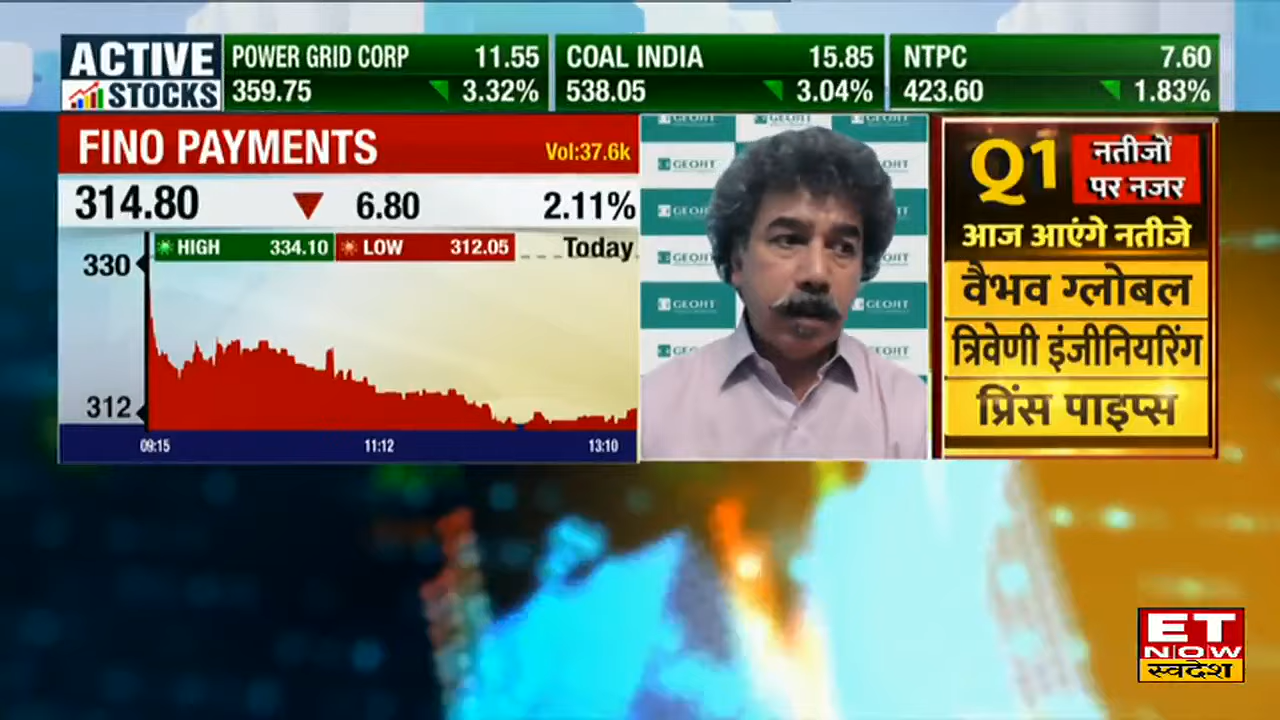 ACTIVE STOCKS
POWER GRID CORP 11.55
359.75 3.32%
COAL INDIA 15.85
538.05 3.04%
NTPC 7.60
423.60 1.83%
FINO PAYMENTS Vol:37.6k
314.80 6.80 2.11%
HIGH 334.10 LOW 312.05 Today
330
312
09:15 11:12 13:10
GEOJIT
Q1 नतीजों
पर नजर
आज आएंगे नतीजे
वैभव ग्लोबल
त्रिवेणी इंजीनियरिंग
प्रिंस पाइप्स
ET
NOW
स्वदेश